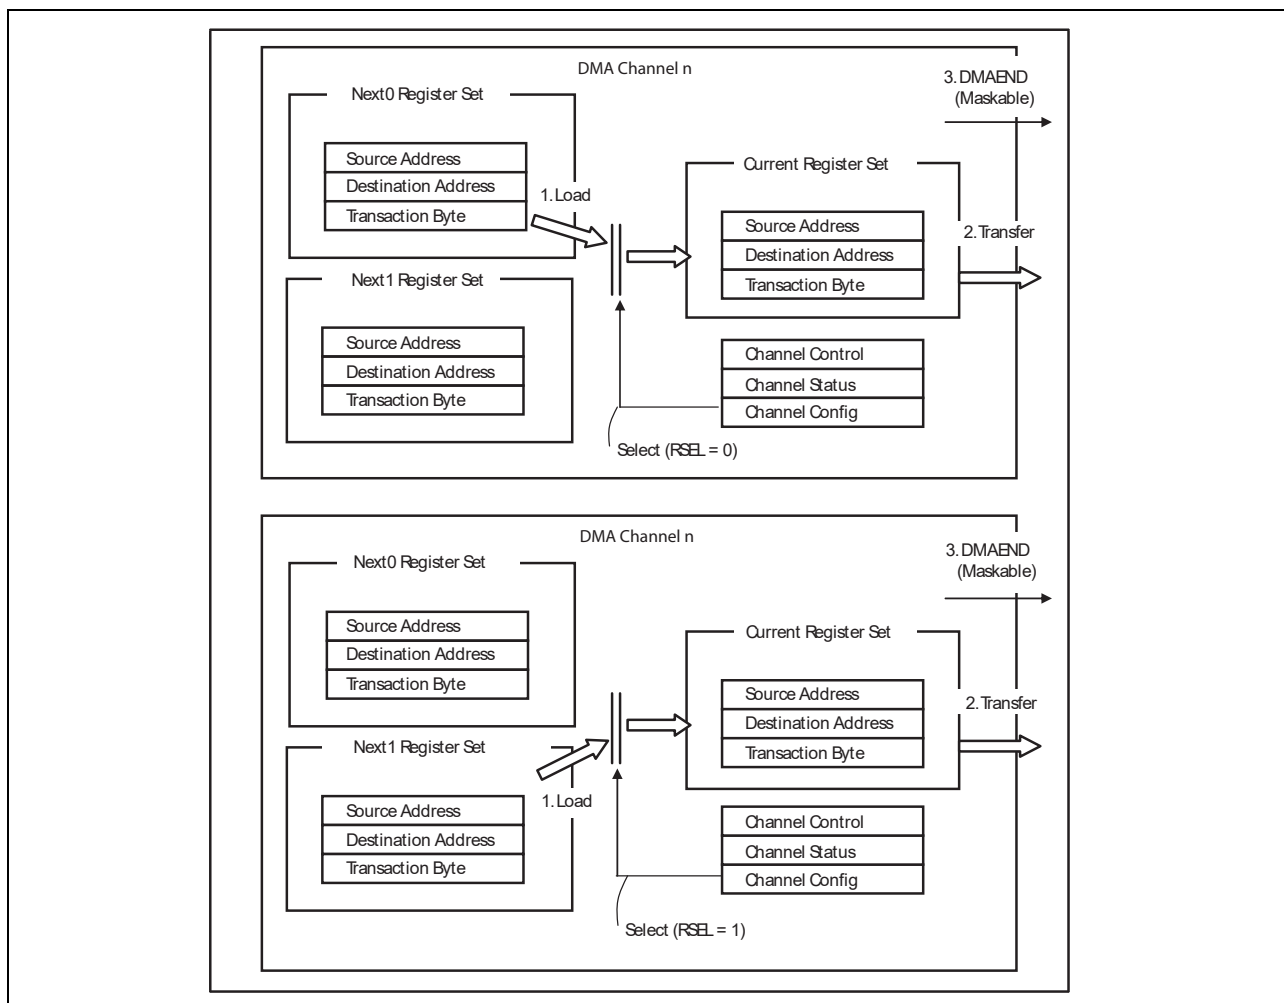 DMA Channel n
3. DMAEND
(Maskable)
Next0 Register Set
Source Address
Destination Address
Transaction Byte
1. Load
Current Register Set
Source Address
Destination Address
Transaction Byte
2. Transfer
Next1 Register Set
Source Address
Destination Address
Transaction Byte
Channel Control
Channel Status
Channel Config
Select (RSEL = 0)
DMA Channel n
3. DMAEND
(Maskable)
Next0 Register Set
Source Address
Destination Address
Transaction Byte
Current Register Set
Source Address
Destination Address
Transaction Byte
2. Transfer
Next1 Register Set
1. Load
Source Address
Destination Address
Transaction Byte
Channel Control
Channel Status
Channel Config
Select (RSEL = 1)